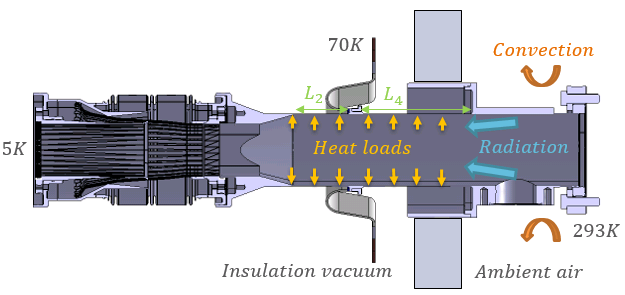 70K
Convection
L2
L4
5K
Heat loads
Radiation
293K
Insulation vacuum
Ambient air